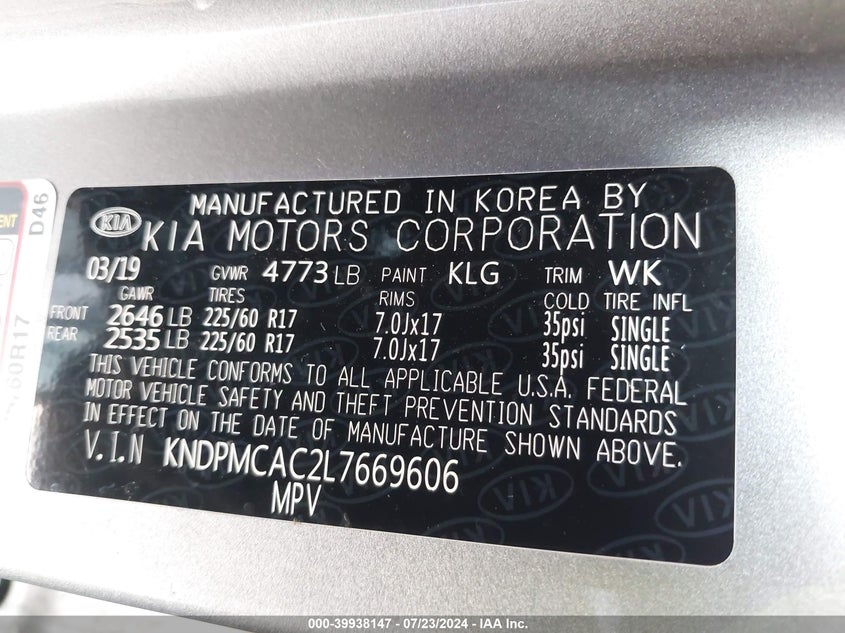 MANUFACTURED IN KOREA BY
KIA KIA MOTORS CORPORATION
03/19 GVWR 4773 LB PAINT KLG TRIM WK
GAWR TIRES RIMS COLD TIRE INFL
FRONT 2646 LB 225/60 R17 7.0Jx17 35psi SINGLE
REAR 2535 LB 225/60 R17 7.0Jx17 35psi SINGLE
THIS VEHICLE CONFORMS TO ALL APPLICABLE U.S.A. FEDERAL
MOTOR VEHICLE SAFETY AND THEFT PREVENTION STANDARDS
IN EFFECT ON THE DATE OF MANUFACTURE SHOWN ABOVE.
V.I.N KNDPMCAC2L7669606
MPV
D46
000-39938147 - 07/23/2024 - IAA Inc.